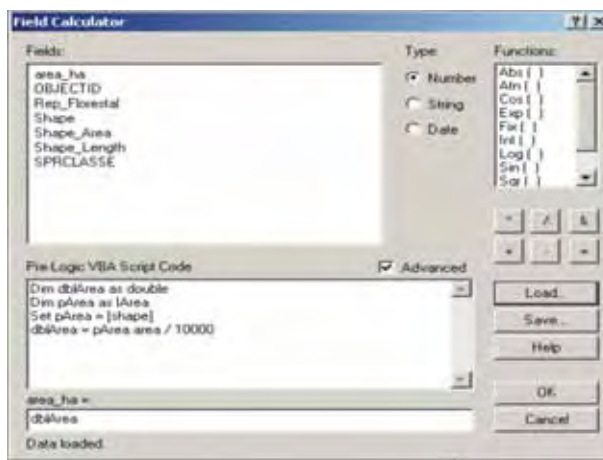 Field Calculator
Fields:
area_ha
OBJECTID
Rep_Florestal
Shape
Shape_Area
Shape_Length
SPRCLASSE
Type:
Number
String
Date
Functions:
Abs ( )
Atn ( )
Cos ( )
Exp ( )
Fix ( )
Int ( )
Log ( )
Sin ( )
Sqr ( )
Pre-Logic VBA Script Code
Advanced
Dim dblArea as double
Dim pArea as IArea
Set pArea = [shape]
dblArea = pArea.area / 10000
area_ha =
dblArea
Data loaded.
* / &
+ - =
Load...
Save...
Help
OK
Cancel